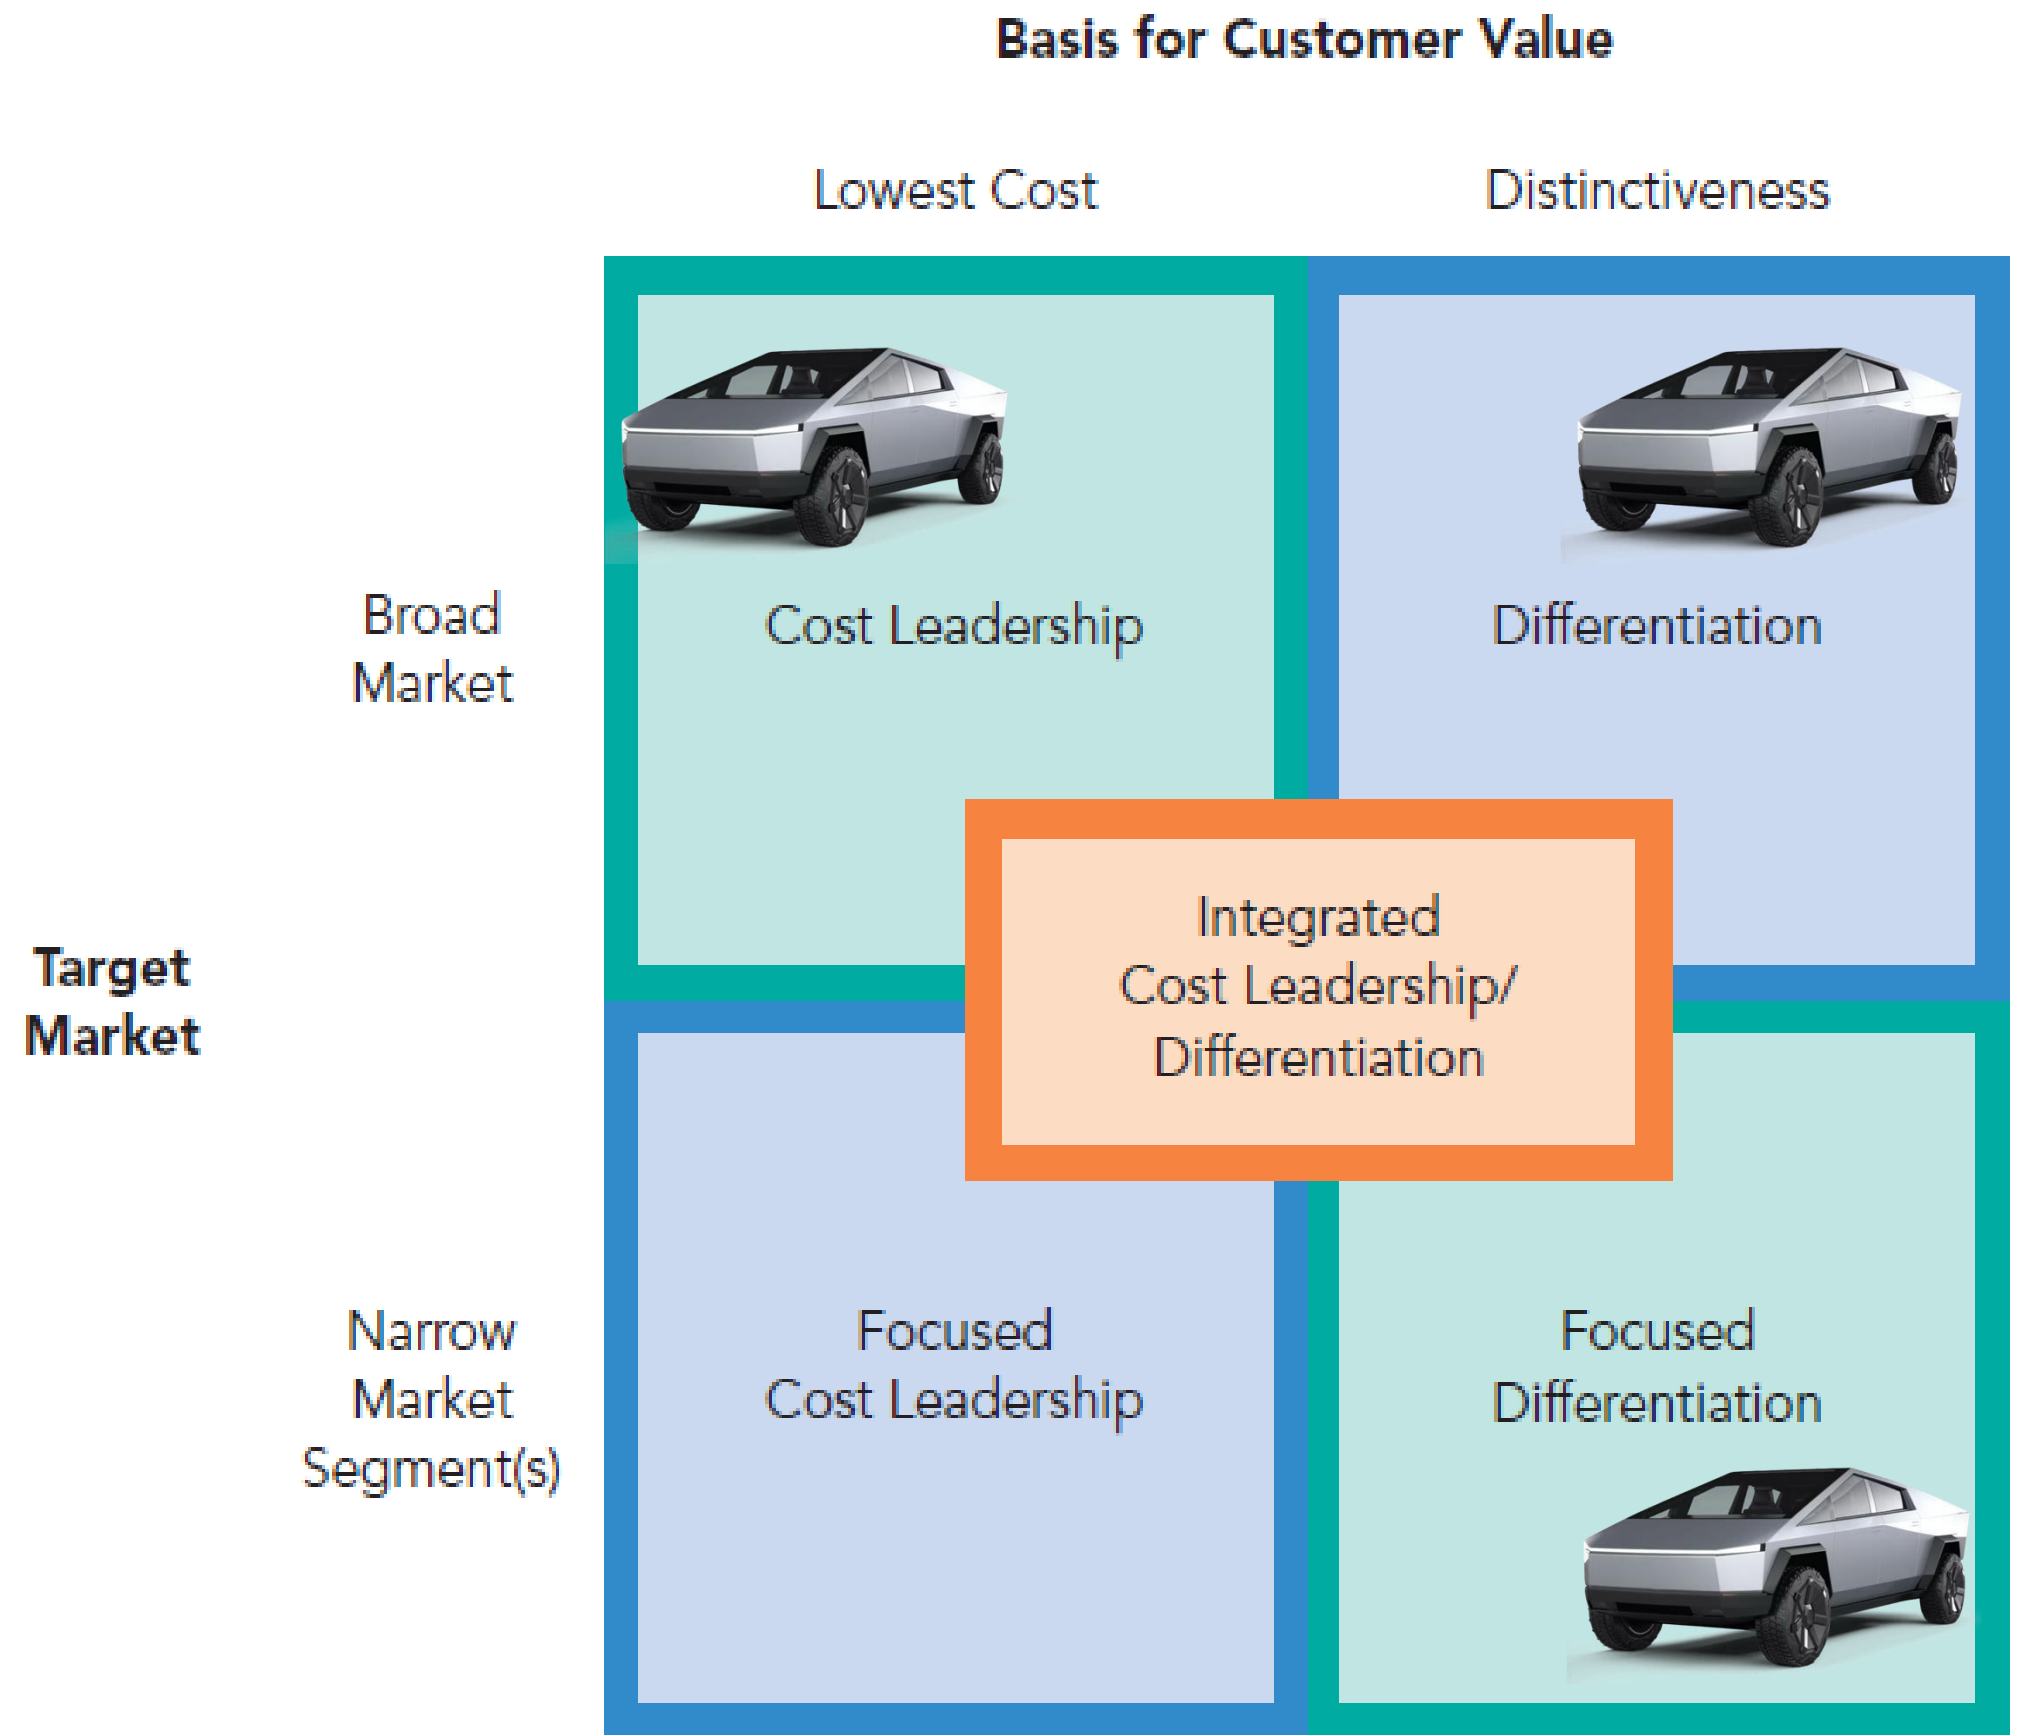 Basis for Customer Value
Lowest Cost
Distinctiveness
Broad
Market
Cost Leadership
Differentiation
Integrated
Cost Leadership/
Differentiation
Target
Market
Narrow
Market
Segment(s)
Focused
Cost Leadership
Focused
Differentiation